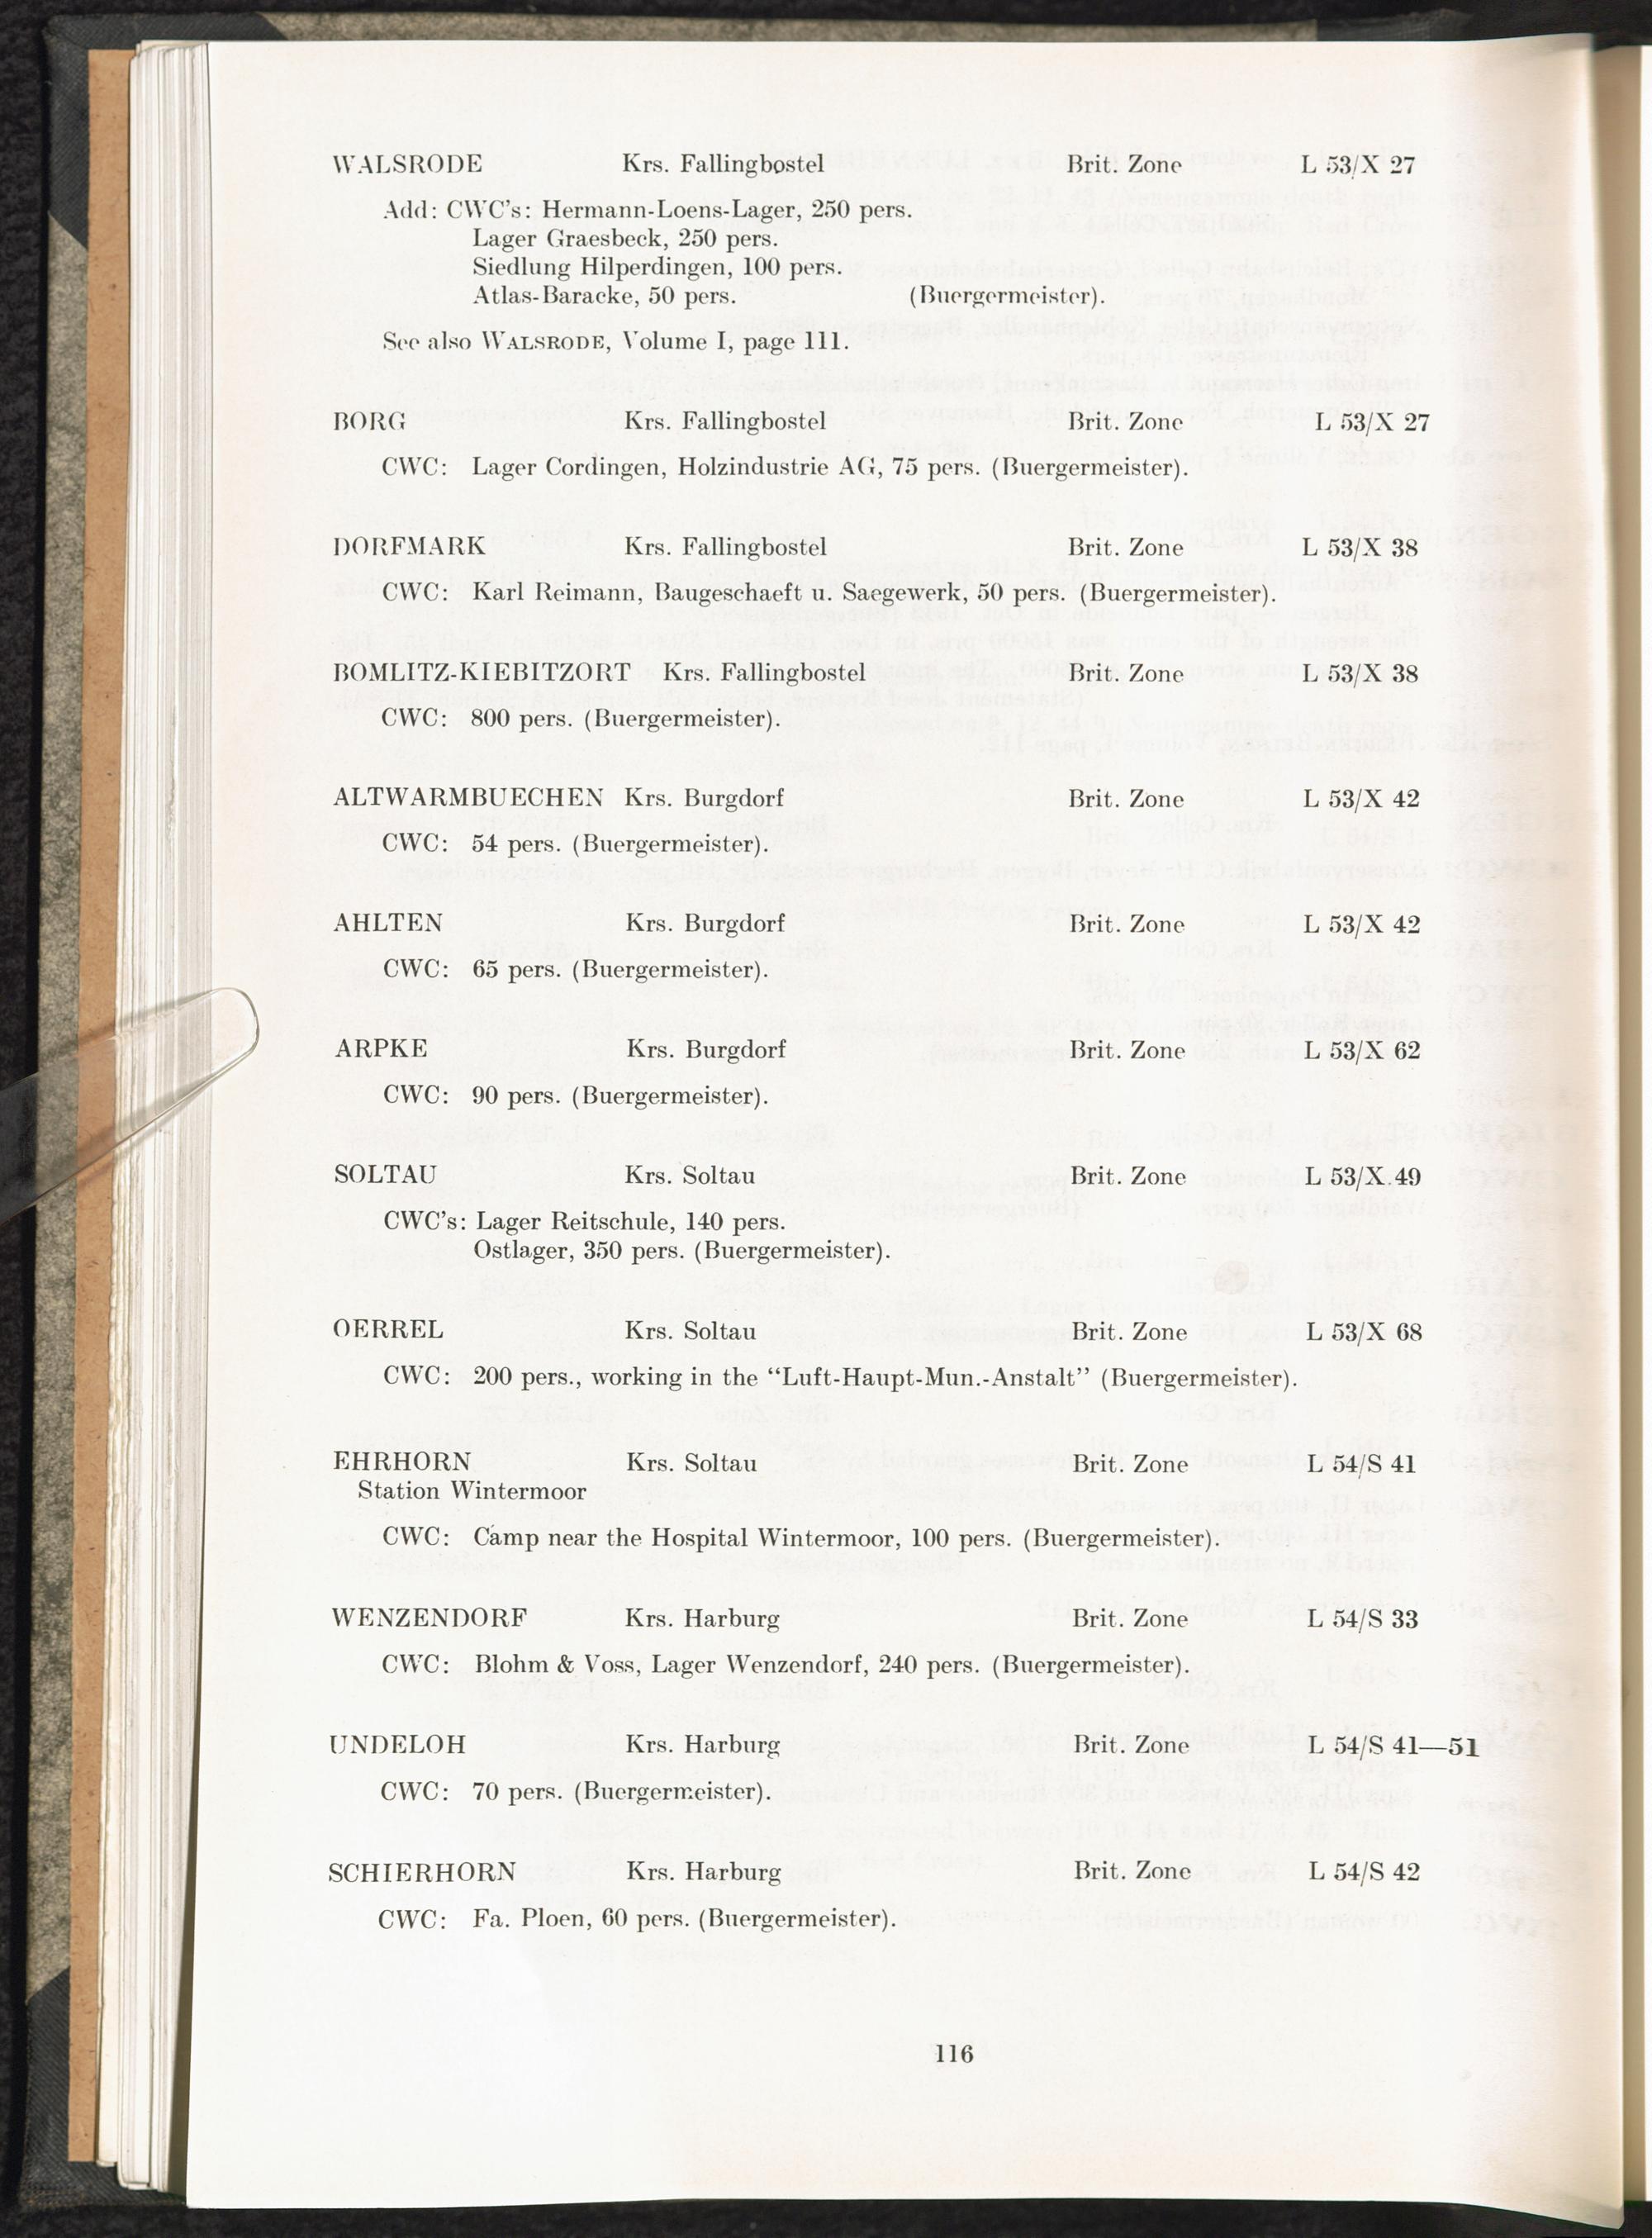 WALSRODE Krs. Fallingbostel Brit. Zone L 53/X 27
Add: CWC's: Hermann-Loens-Lager, 250 pers.
Lager Graesbeck, 250 pers.
Siedlung Hilperdingen, 100 pers.
Atlas-Baracke, 50 pers. (Buergermeister).
See also WALSRODE, Volume I, page 111.
BORG Krs. Fallingbostel Brit. Zone L 53/X 27
CWC: Lager Cordingen, Holzindustrie AG, 75 pers. (Buergermeister).
DORFMARK Krs. Fallingbostel Brit. Zone L 53/X 38
CWC: Karl Reimann, Baugeschaeft u. Saegewerk, 50 pers. (Buergermeister).
BOMLITZ-KIEBITZORT Krs. Fallingbostel Brit. Zone L 53/X 38
CWC: 800 pers. (Buergermeister).
ALTWARMBUECHEN Krs. Burgdorf Brit. Zone L 53/X 42
CWC: 54 pers. (Buergermeister).
AHLTEN Krs. Burgdorf Brit. Zone L 53/X 42
CWC: 65 pers. (Buergermeister).
ARPKE Krs. Burgdorf Brit. Zone L 53/X 62
CWC: 90 pers. (Buergermeister).
SOLTAU Krs. Soltau Brit. Zone L 53/X 49
CWC's: Lager Reitschule, 140 pers.
Ostlager, 350 pers. (Buergermeister).
OERREL Krs. Soltau Brit. Zone L 53/X 68
CWC: 200 pers., working in the “Luft-Haupt-Mun.-Anstalt” (Buergermeister).
EHRHORN Krs. Soltau Brit. Zone L 54/S 41
Station Wintermoor
CWC: Camp near the Hospital Wintermoor, 100 pers. (Buergermeister).
WENZENDORF Krs. Harburg Brit. Zone L 54/S 33
CWC: Blohm & Voss, Lager Wenzendorf, 240 pers. (Buergermeister).
UNDELOH Krs. Harburg Brit. Zone L 54/S 41—51
CWC: 70 pers. (Buergermeister).
SCHIERHORN Krs. Harburg Brit. Zone L 54/S 42
CWC: Fa. Ploen, 60 pers. (Buergermeister).
116